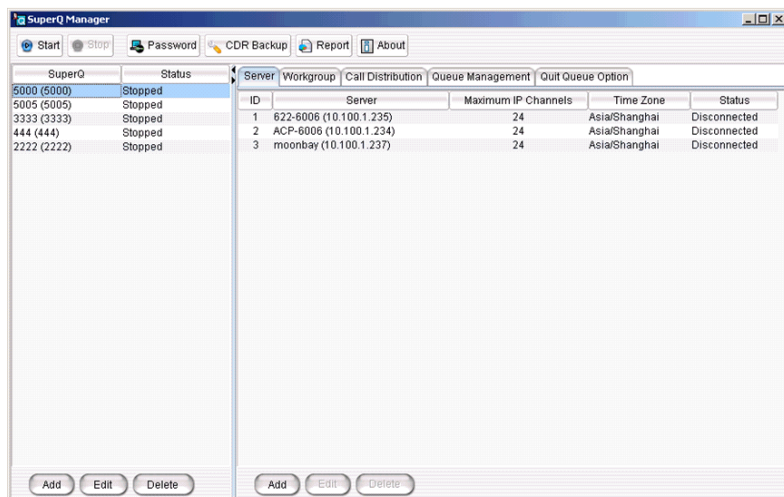 SuperQ Manager
Start Stop Password CDR Backup Report About
SuperQ Status
5000 (5000) Stopped
5005 (5005) Stopped
3333 (3333) Stopped
444 (444) Stopped
2222 (2222) Stopped
Server Workgroup Call Distribution Queue Management Quit Queue Option
ID Server Maximum IP Channels Time Zone Status
1 622-6006 (10.100.1.235) 24 Asia/Shanghai Disconnected
2 ACP-6006 (10.100.1.234) 24 Asia/Shanghai Disconnected
3 moonbay (10.100.1.237) 24 Asia/Shanghai Disconnected
Add Edit Delete
Add Edit Delete